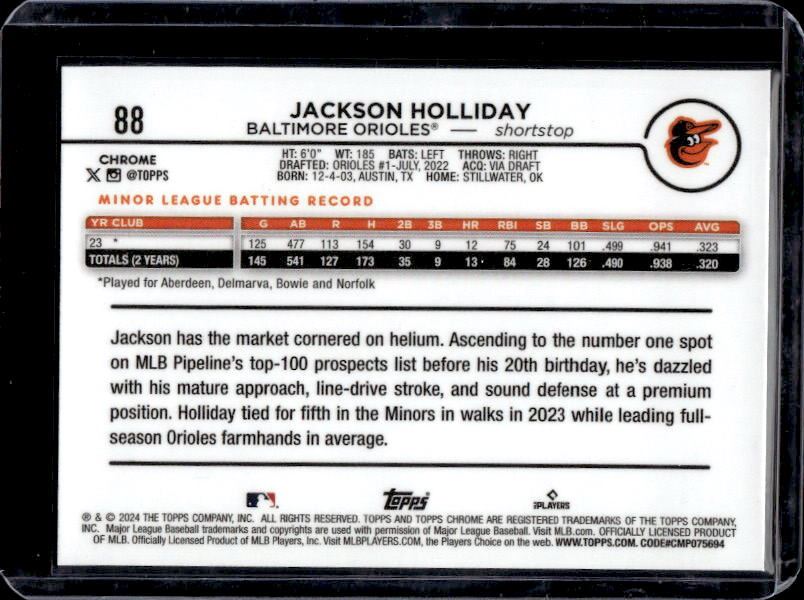 88
JACKSON HOLLIDAY
BALTIMORE ORIOLES® — shortstop
CHROME
X @TOPPS
HT: 6'0" WT: 185 BATS: LEFT THROWS: RIGHT
DRAFTED: ORIOLES #1-JULY, 2022 ACQ: VIA DRAFT
BORN: 12-4-03, AUSTIN, TX HOME: STILLWATER, OK
MINOR LEAGUE BATTING RECORD
YR CLUB G AB R H 2B 3B HR RBI SB BB SLG OPS AVG
23 * 125 477 113 154 30 9 12 75 24 101 .499 .941 .323
TOTALS (2 YEARS) 145 541 127 173 35 9 13 84 28 126 .490 .938 .320
*Played for Aberdeen, Delmarva, Bowie and Norfolk
Jackson has the market cornered on helium. Ascending to the number one spot
on MLB Pipeline's top-100 prospects list before his 20th birthday, he's dazzled
with his mature approach, line-drive stroke, and sound defense at a premium
position. Holliday tied for fifth in the Minors in walks in 2023 while leading full-
season Orioles farmhands in average.
Topps
PLAYERS
® & © 2024 THE TOPPS COMPANY, INC. ALL RIGHTS RESERVED. TOPPS AND TOPPS CHROME ARE REGISTERED TRADEMARKS OF THE TOPPS COMPANY,
INC. Major League Baseball trademarks and copyrights are used with permission of Major League Baseball. Visit MLB.com. OFFICIALLY LICENSED PRODUCT
OF MLB. Officially Licensed Product of MLB Players, Inc. Visit MLBPLAYERS.com, the Players Choice on the web. WWW.TOPPS.COM. CODE#CMP075694